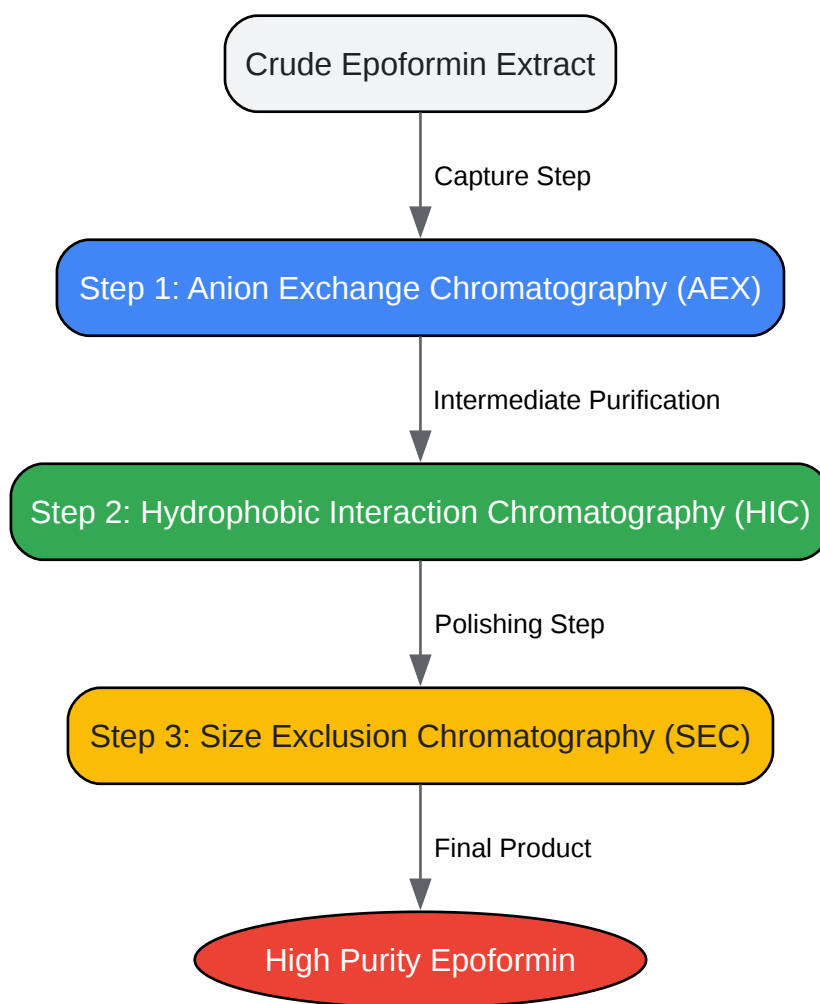 Crude Epoformin Extract
Capture Step
Step 1: Anion Exchange Chromatography (AEX)
Intermediate Purification
Step 2: Hydrophobic Interaction Chromatography (HIC)
Polishing Step
Step 3: Size Exclusion Chromatography (SEC)
Final Product
High Purity Epoformin